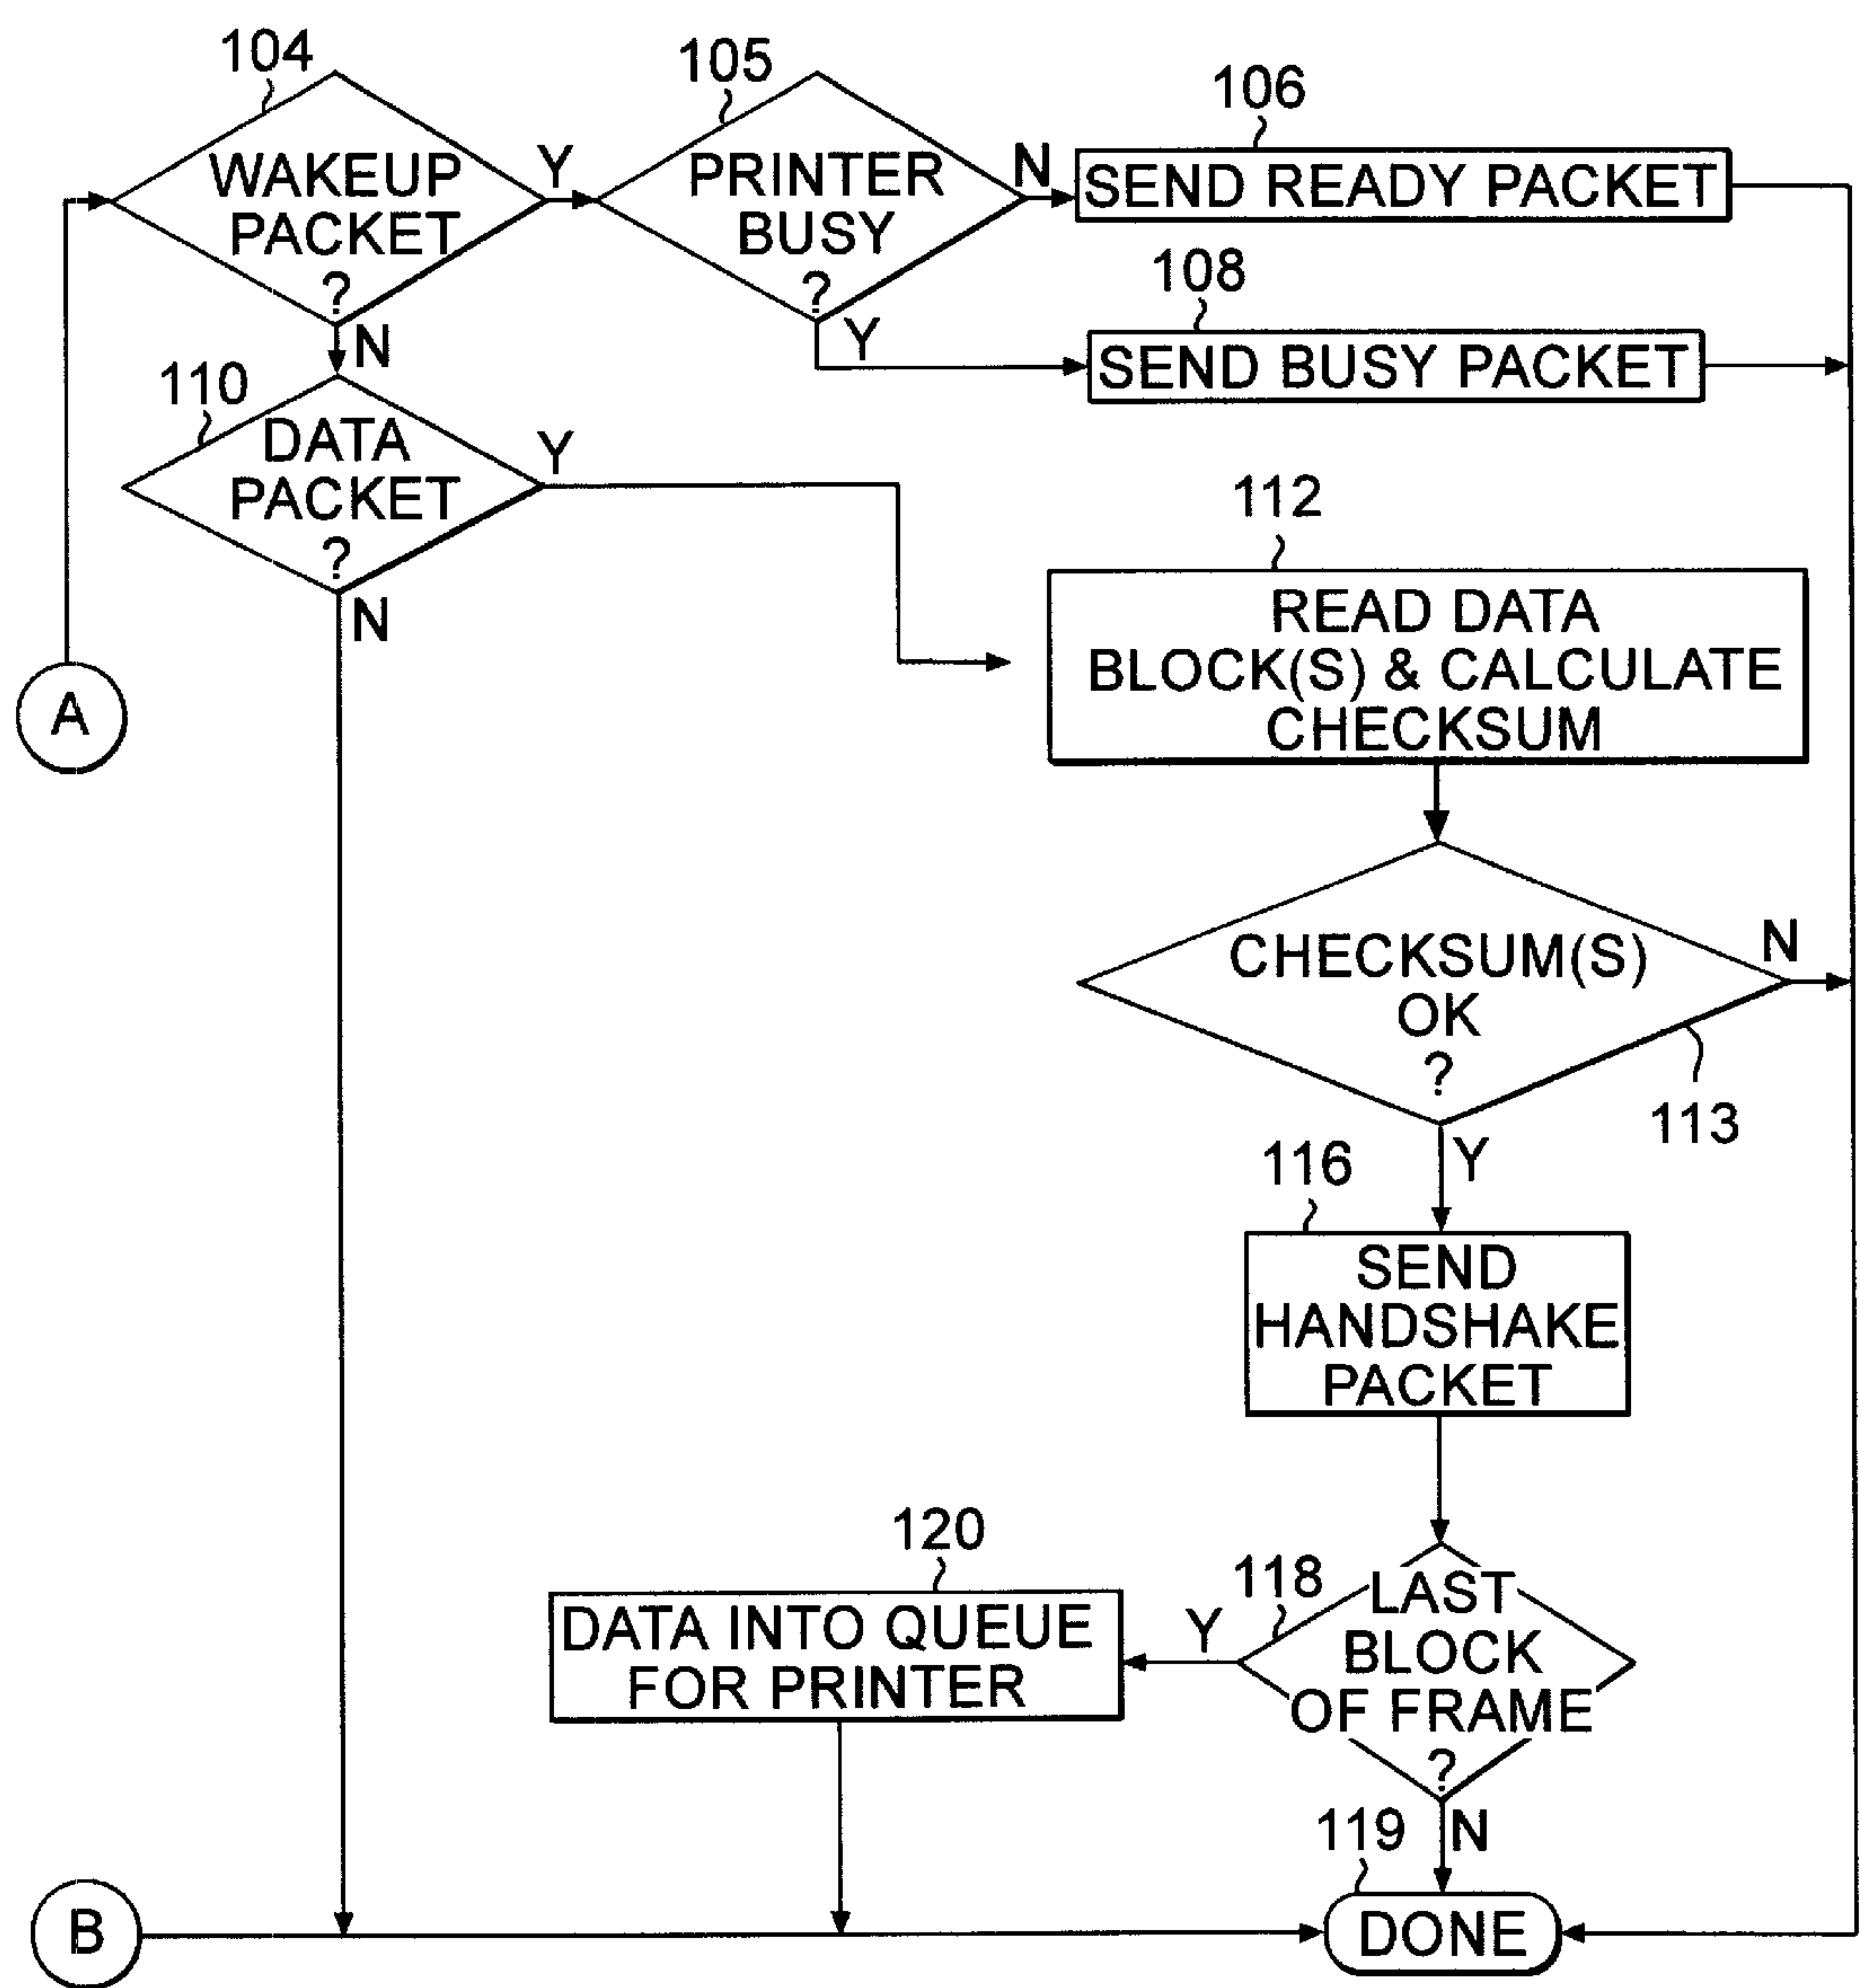 104
WAKEUP
PACKET
?
Y
N
105
PRINTER
BUSY
?
N
Y
106
SEND READY PACKET
108
SEND BUSY PACKET
110
DATA
PACKET
?
Y
N
A
112
READ DATA
BLOCK(S) & CALCULATE
CHECKSUM
CHECKSUM(S)
OK
?
N
113
Y
116
SEND
HANDSHAKE
PACKET
118
LAST
BLOCK
OF FRAME
?
Y
N
120
DATA INTO QUEUE
FOR PRINTER
119
DONE
B